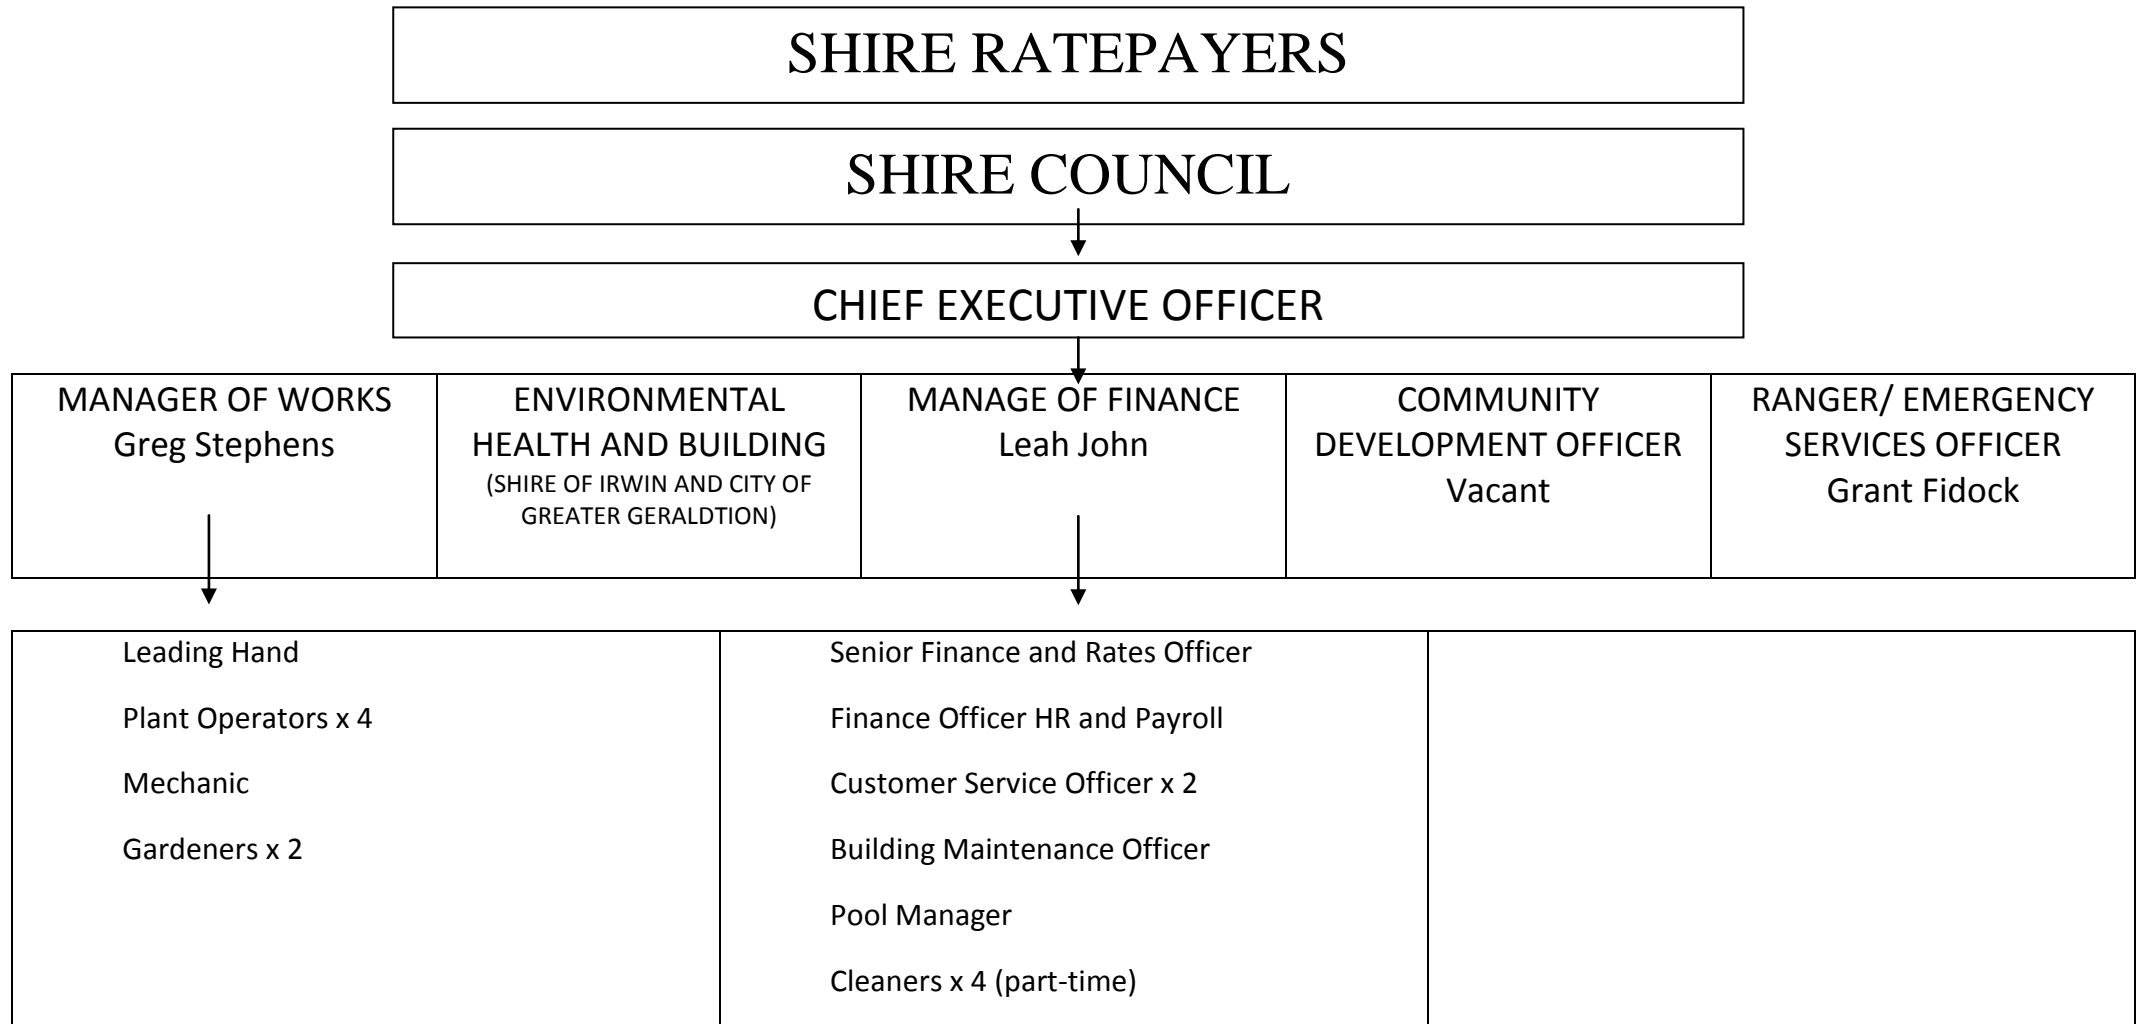 SHIRE RATEPAYERS
SHIRE COUNCIL
CHIEF EXECUTIVE OFFICER
MANAGER OF WORKS
Greg Stephens
ENVIRONMENTAL
HEALTH AND BUILDING
(SHIRE OF IRWIN AND CITY OF
GREATER GERALDTION)
MANAGE OF FINANCE
Leah John
COMMUNITY
DEVELOPMENT OFFICER
Vacant
RANGER/ EMERGENCY
SERVICES OFFICER
Grant Fidock
Leading Hand
Plant Operators x 4
Mechanic
Gardeners x 2
Senior Finance and Rates Officer
Finance Officer HR and Payroll
Customer Service Officer x 2
Building Maintenance Officer
Pool Manager
Cleaners x 4 (part-time)